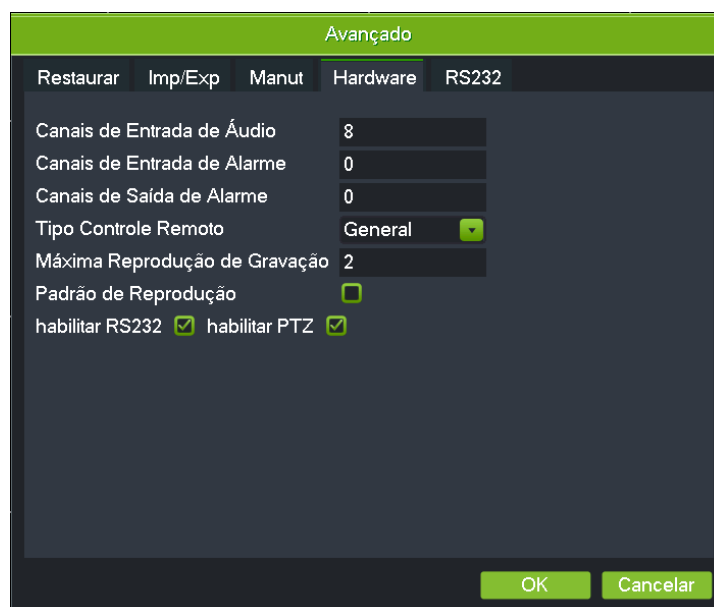 Avançado
Restaurar Imp/Exp Manut Hardware RS232
Canais de Entrada de Áudio 8
Canais de Entrada de Alarme 0
Canais de Saída de Alarme 0
Tipo Controle Remoto General
Máxima Reprodução de Gravação 2
Padrão de Reprodução
habilitar RS232 habilitar PTZ
OK Cancelar